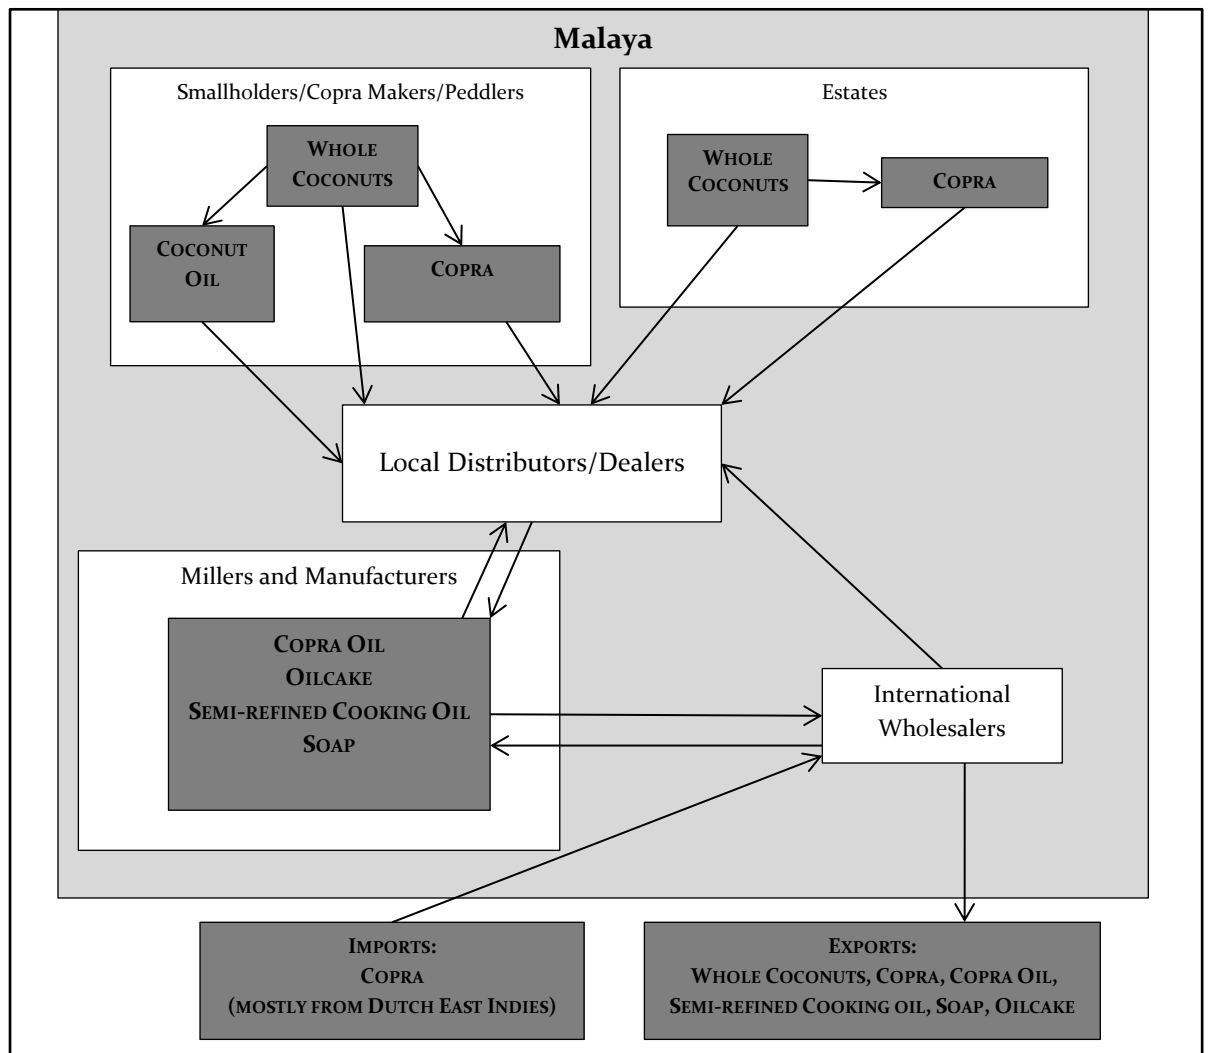 Malaya
Smallholders/Copra Makers/Peddlers
WHOLE
COCONUTS
COCONUT
OIL
COPRA
Estates
WHOLE
COCONUTS
COPRA
Local Distributors/Dealers
Millers and Manufacturers
COPRA OIL
OILCAKE
SEMI-REFINED COOKING OIL
SOAP
International
Wholesalers
IMPORTS:
COPRA
(MOSTLY FROM DUTCH EAST INDIES)
EXPORTS:
WHOLE COCONUTS, COPRA, COPRA OIL,
SEMI-REFINED COOKING OIL, SOAP, OILCAKE